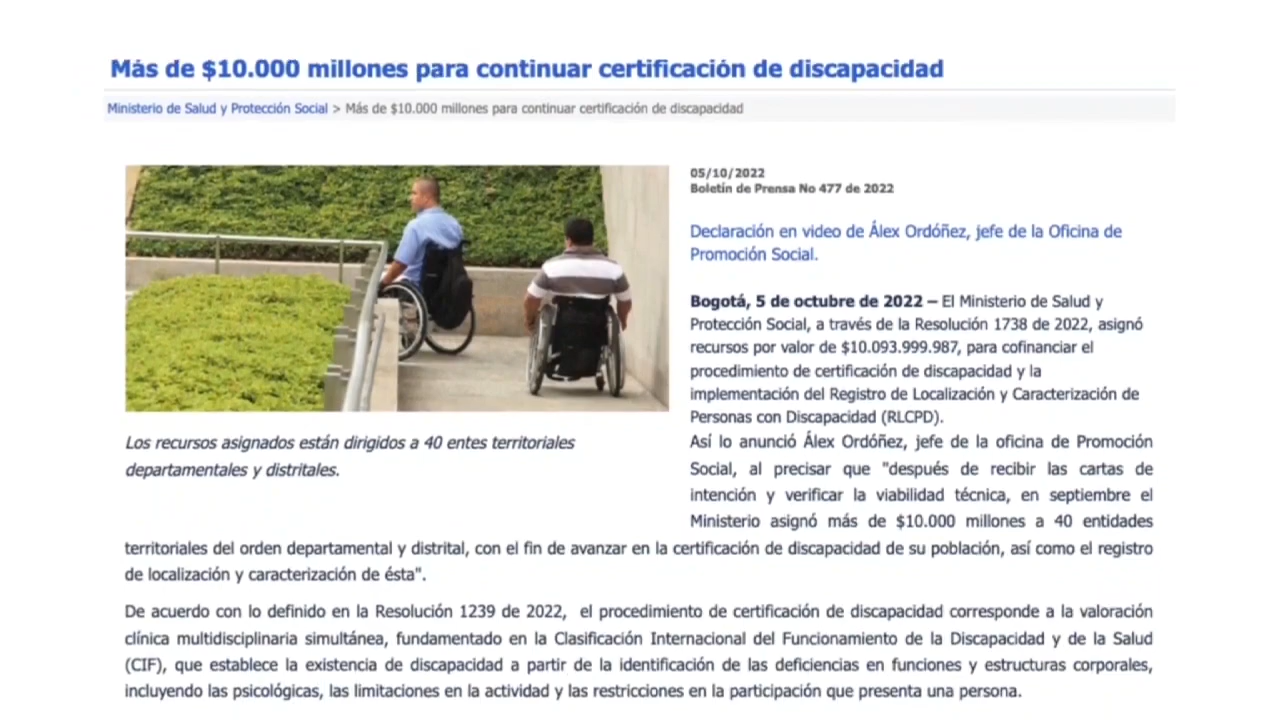 Más de $10.000 millones para continuar certificación de discapacidad
Ministerio de Salud y Protección Social > Más de $10.000 millones para continuar certificación de discapacidad
05/10/2022
Boletín de Prensa No 477 de 2022
Declaración en video de Álex Ordóñez, jefe de la Oficina de
Promoción Social.
Bogotá, 5 de octubre de 2022 – El Ministerio de Salud y
Protección Social, a través de la Resolución 1738 de 2022, asignó
recursos por valor de $10.093.999.987, para cofinanciar el
procedimiento de certificación de discapacidad y la
implementación del Registro de Localización y Caracterización de
Personas con Discapacidad (RLCPD).
Los recursos asignados están dirigidos a 40 entes territoriales
departamentales y distritales.
Así lo anunció Álex Ordóñez, jefe de la oficina de Promoción
Social, al precisar que "después de recibir las cartas de
intención y verificar la viabilidad técnica, en septiembre el
Ministerio asignó más de $10.000 millones a 40 entidades
territoriales del orden departamental y distrital, con el fin de avanzar en la certificación de discapacidad de su población, así como el registro
de localización y caracterización de ésta".
De acuerdo con lo definido en la Resolución 1239 de 2022, el procedimiento de certificación de discapacidad corresponde a la valoración
clínica multidisciplinaria simultánea, fundamentado en la Clasificación Internacional del Funcionamiento de la Discapacidad y de la Salud
(CIF), que establece la existencia de discapacidad a partir de la identificación de las deficiencias en funciones y estructuras corporales,
incluyendo las psicológicas, las limitaciones en la actividad y las restricciones en la participación que presenta una persona.